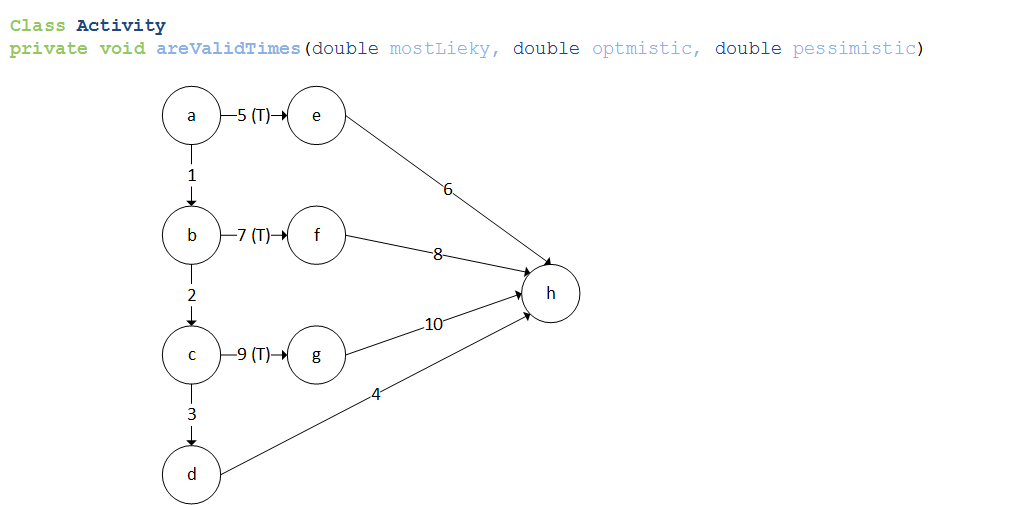 Class Activity
private void areValidTimes(double mostLieky, double optmistic, double pessimistic)
a 5 (T) e
1
6
b 7 (T) f
8
2
h
10
c 9 (T) g
4
3
d